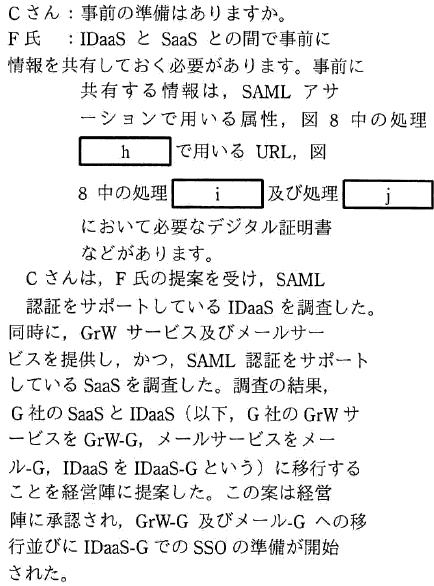 Cさん:事前の準備はありますか。
F氏 :IDaaS と SaaS との間で事前に
情報を共有しておく必要があります。事前に
共有する情報は，SAML アサ
ーションで用いる属性，図 8 中の処理
h で用いる URL，図
8 中の処理 i 及び処理 j
において必要なデジタル証明書
などがあります。
Cさんは，F 氏の提案を受け，SAML
認証をサポートしている IDaaS を調査した。
同時に，GrW サービス及びメールサー
ビスを提供し，かつ，SAML 認証をサポート
している SaaS を調査した。調査の結果，
G 社の SaaS と IDaaS（以下，G 社の GrW サ
ービスを GrW-G，メールサービスをメー
ル-G，IDaaS を IDaaS-G という）に移行する
ことを経営陣に提案した。この案は経営
陣に承認され，GrW-G 及びメール-G への移
行並びに IDaaS-G での SSO の準備が開始
された。